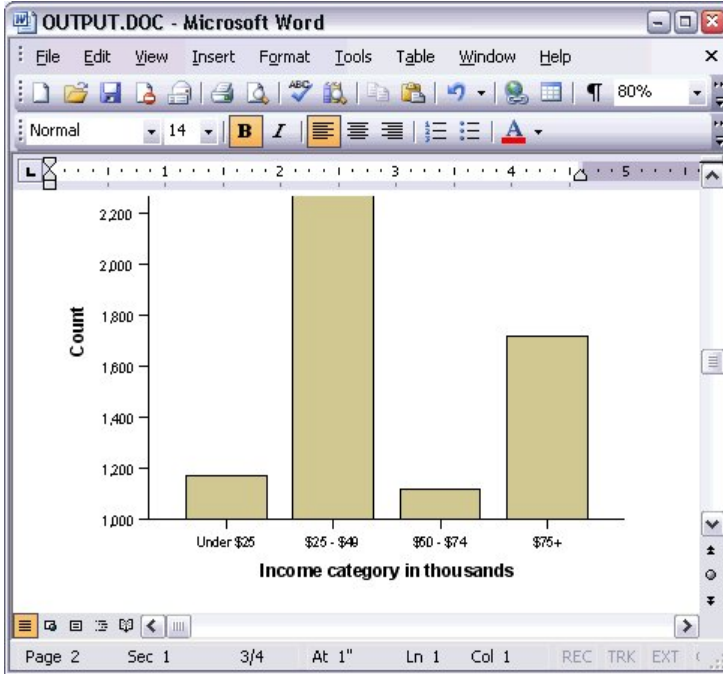 OUTPUT.DOC - Microsoft Word
File Edit View Insert Format Tools Table Window Help
ABC ¶ 80%
Normal 14 B I A
L 1 2 3 4 5
2,200
2,000
1,800
1,600
1,400
1,200
1,000
Count
Under $25 $25 - $49 $50 - $74 $75+
Income category in thousands
Page 2 Sec 1 3/4 At 1" Ln 1 Col 1 REC TRK EXT